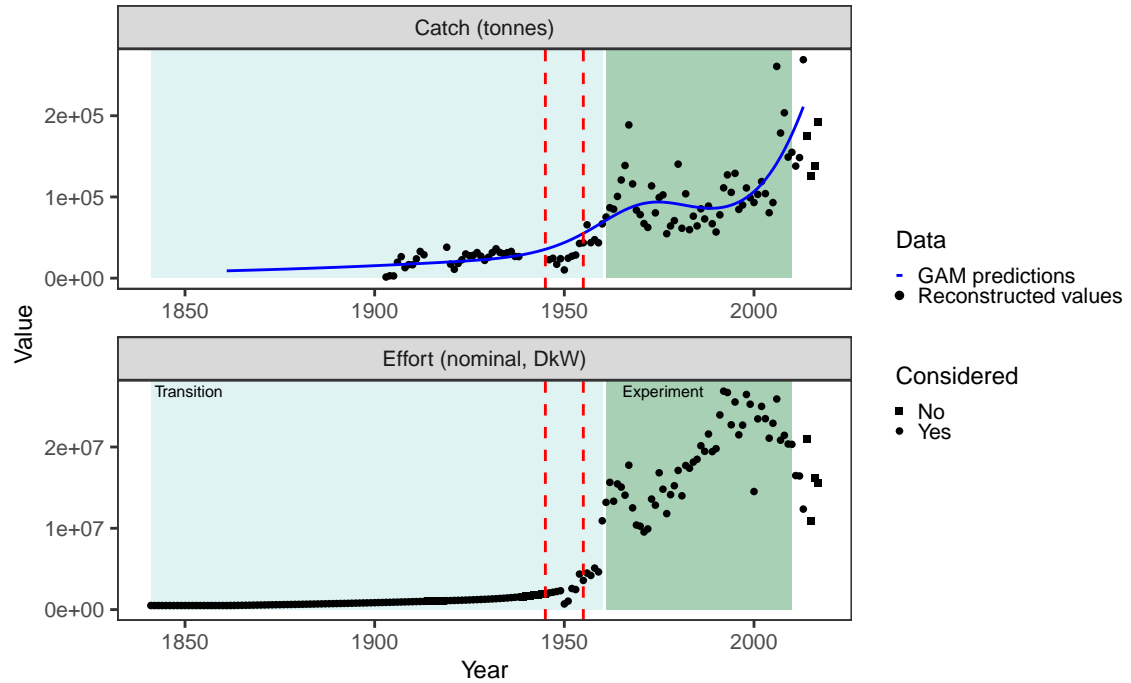 Catch (tonnes)
2e+05
1e+05
0e+00
1850 1900 1950 2000
Value
Effort (nominal, DkW)
Transition Experiment
2e+07
1e+07
0e+00
1850 1900 1950 2000
Year
Data
GAM predictions
Reconstructed values
Considered
No
Yes